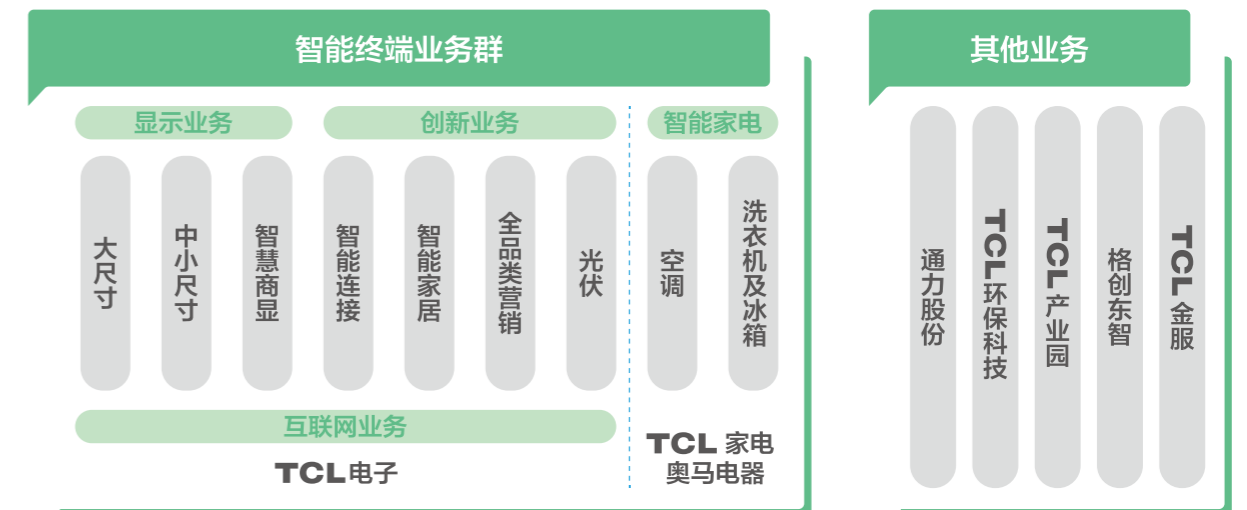 智能终端业务群
显示业务
创新业务
智能家电
大尺寸
中小尺寸
智慧商显
智能连接
智能家居
全品类营销
光伏
空调
洗衣机及冰箱
互联网业务
TCL电子
TCL 家电
奥马电器
其他业务
通力股份
TCL环保科技
TCL产业园
格创东智
TCL金服